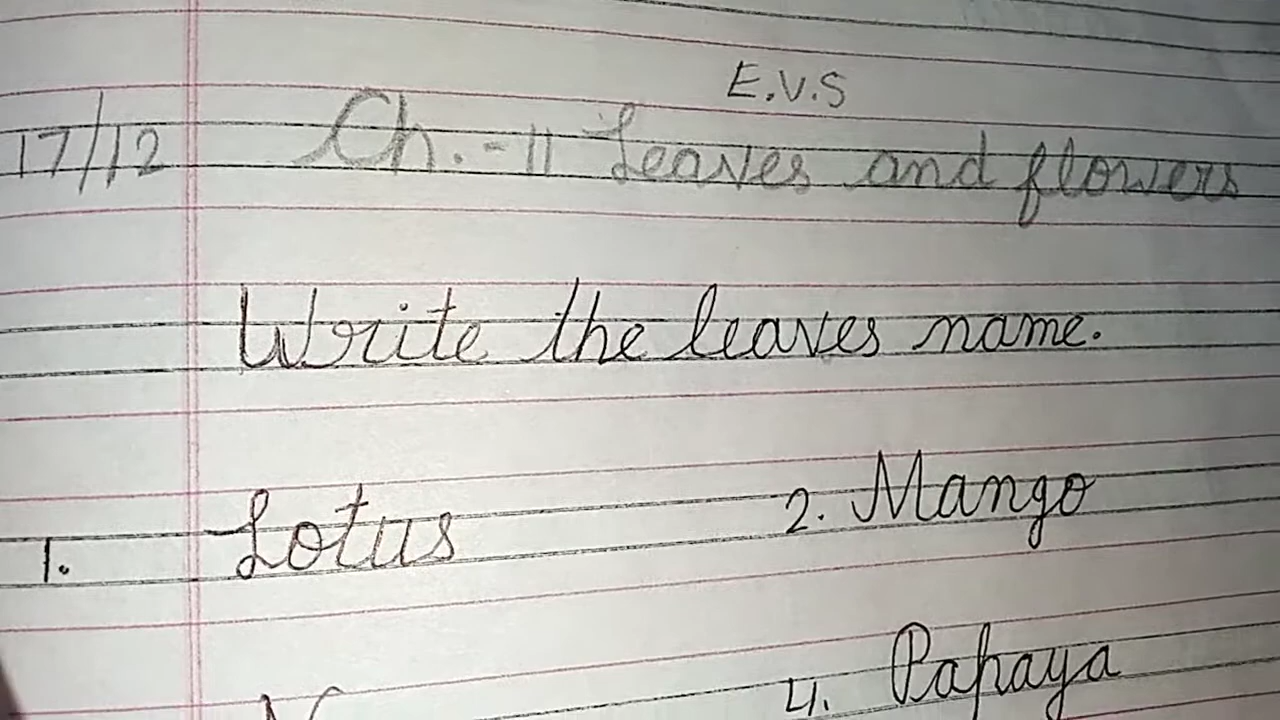 E.V.S
17/12 Ch.-11 Leaves and flowers
Write the leaves name.
1. Lotus 2. Mango
4. Papaya